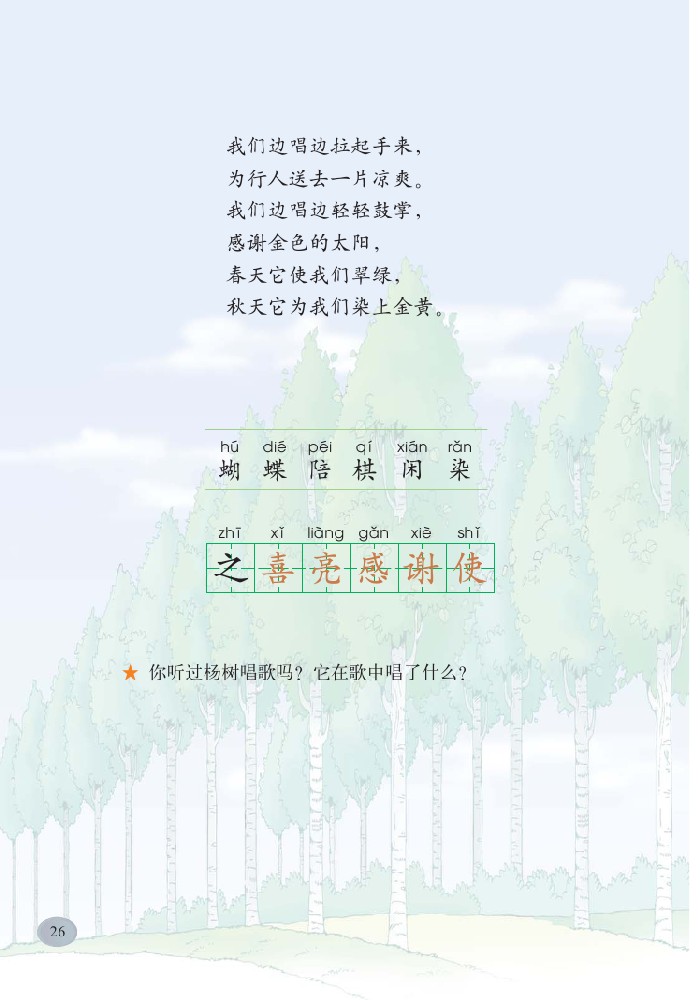 我们边唱边拉起手来，
为行人送去一片凉爽。
我们边唱边轻轻鼓掌，
感谢金色的太阳，
春天它使我们翠绿，
秋天它为我们染上金黄。
hú dié péi qí xián rǎn
蝴 蝶 陪 棋 闲 染
zhī xǐ liàng gǎn xiè shǐ
之 喜 亮 感 谢 使
★ 你听过杨树唱歌吗？它在歌中唱了什么？
26